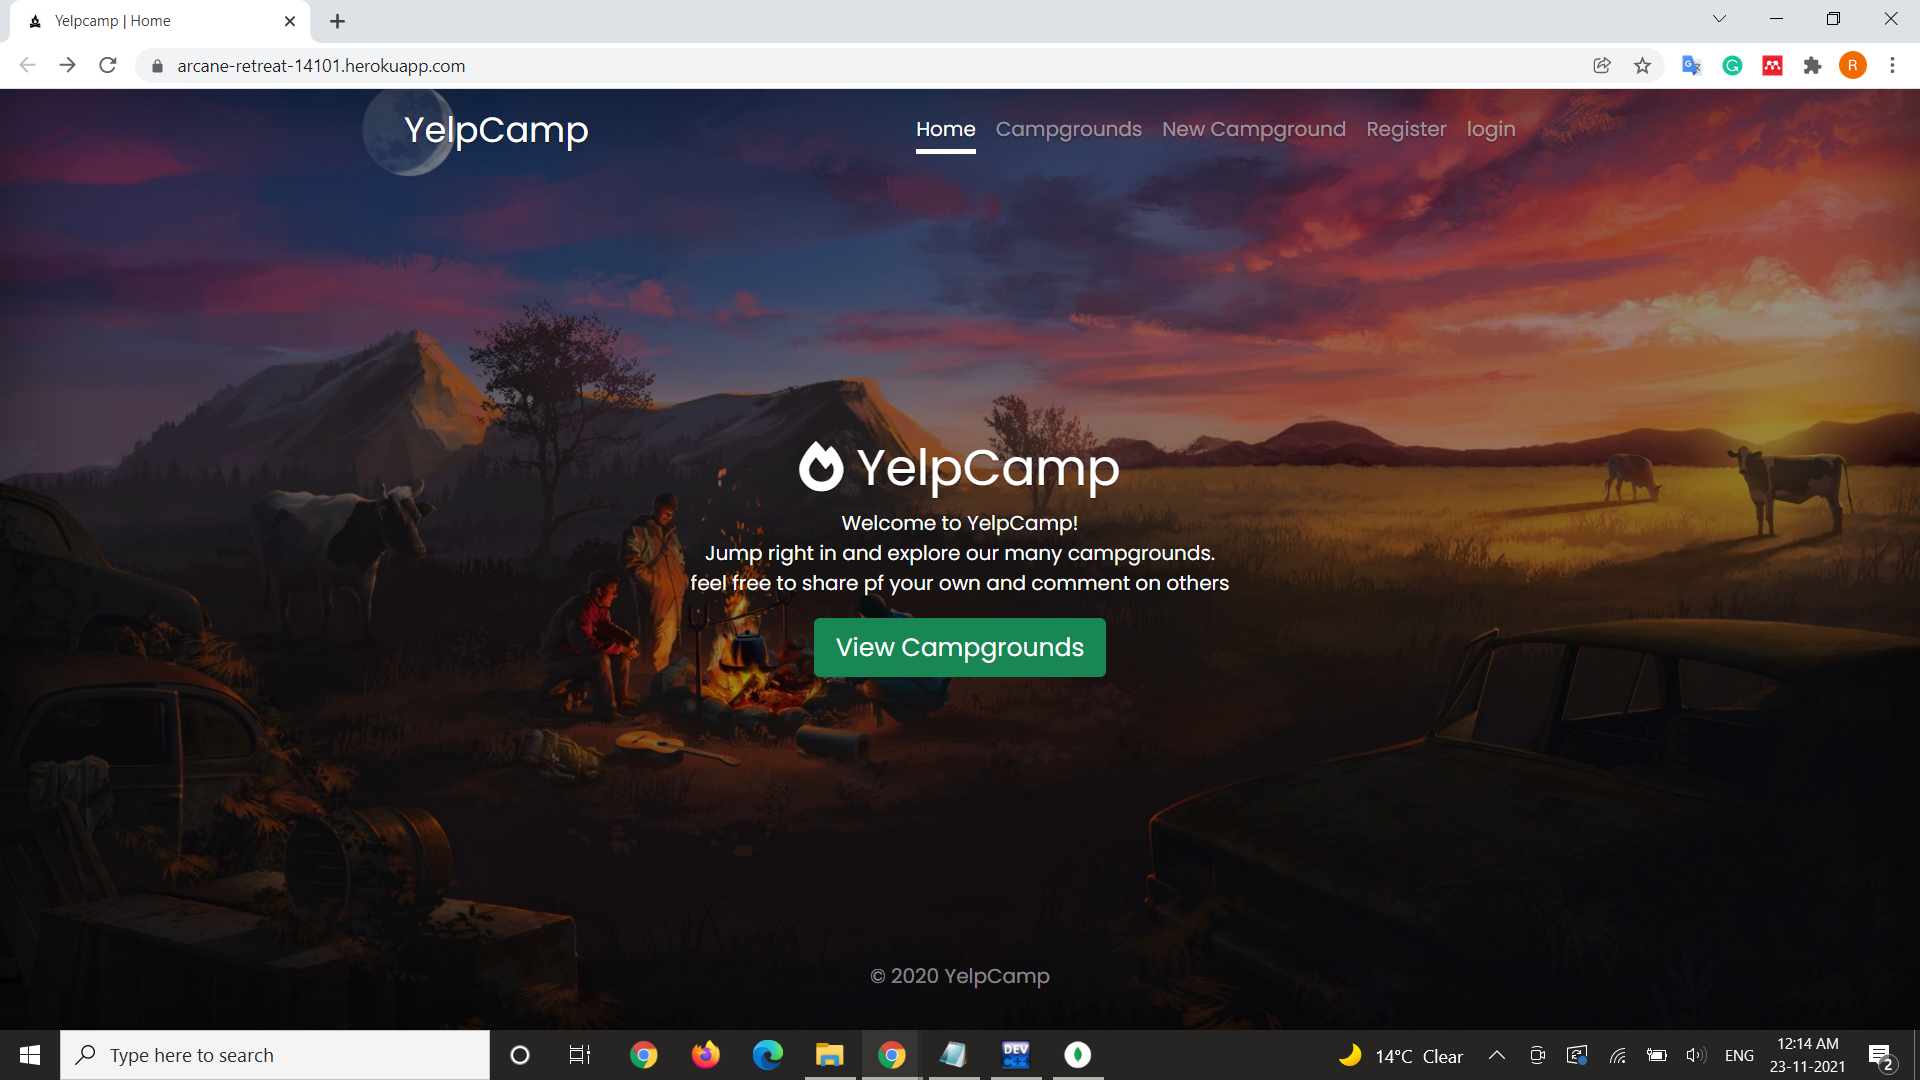 Yelpcamp | Home
arcane-retreat-14101.herokuapp.com
R
YelpCamp
Home Campgrounds New Campground Register login
YelpCamp
Welcome to YelpCamp!
Jump right in and explore our many campgrounds.
feel free to share pf your own and comment on others
View Campgrounds
© 2020 YelpCamp
Type here to search
DEV
C++
14°C Clear
ENG
12:14 AM
23-11-2021
2